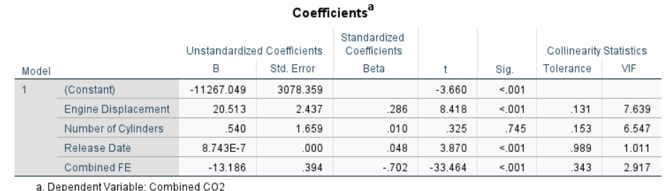 Coefficientsa
Unstandardized Coefficients Standardized Coefficients Collinearity Statistics
Model B Std. Error Beta t Sig. Tolerance VIF
1 (Constant) -11267.049 3078.359 -3.660 <.001
Engine Displacement 20.513 2.437 .286 8.418 <.001 .131 7.639
Number of Cylinders .540 1.659 .010 .325 .745 .153 6.547
Release Date 8.743E-7 .000 .048 3.870 <.001 .989 1.011
Combined FE -13.186 .394 -.702 -33.464 <.001 .343 2.917
a. Dependent Variable: Combined CO2